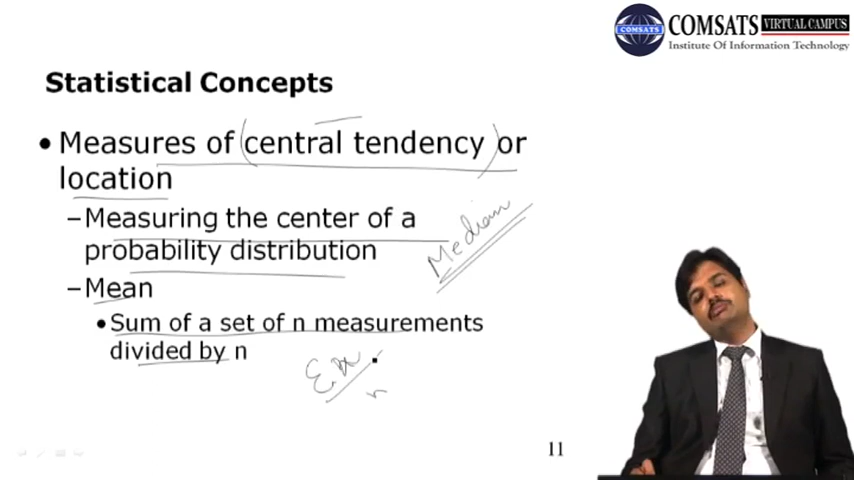 COMSATS VIRTUAL CAMPUS
COMSATS
Institute Of Information Technology
Statistical Concepts
• Measures of (central tendency) or
location
–Measuring the center of a
probability distribution
Median
–Mean
•Sum of a set of n measurements
divided by n
Σx
n
11